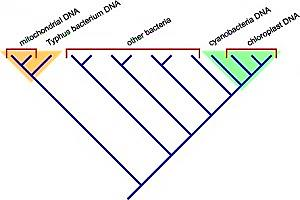 mitochondrial DNA
Typhus bacterium DNA
other bacteria
cyanobacteria DNA
chloroplast DNA